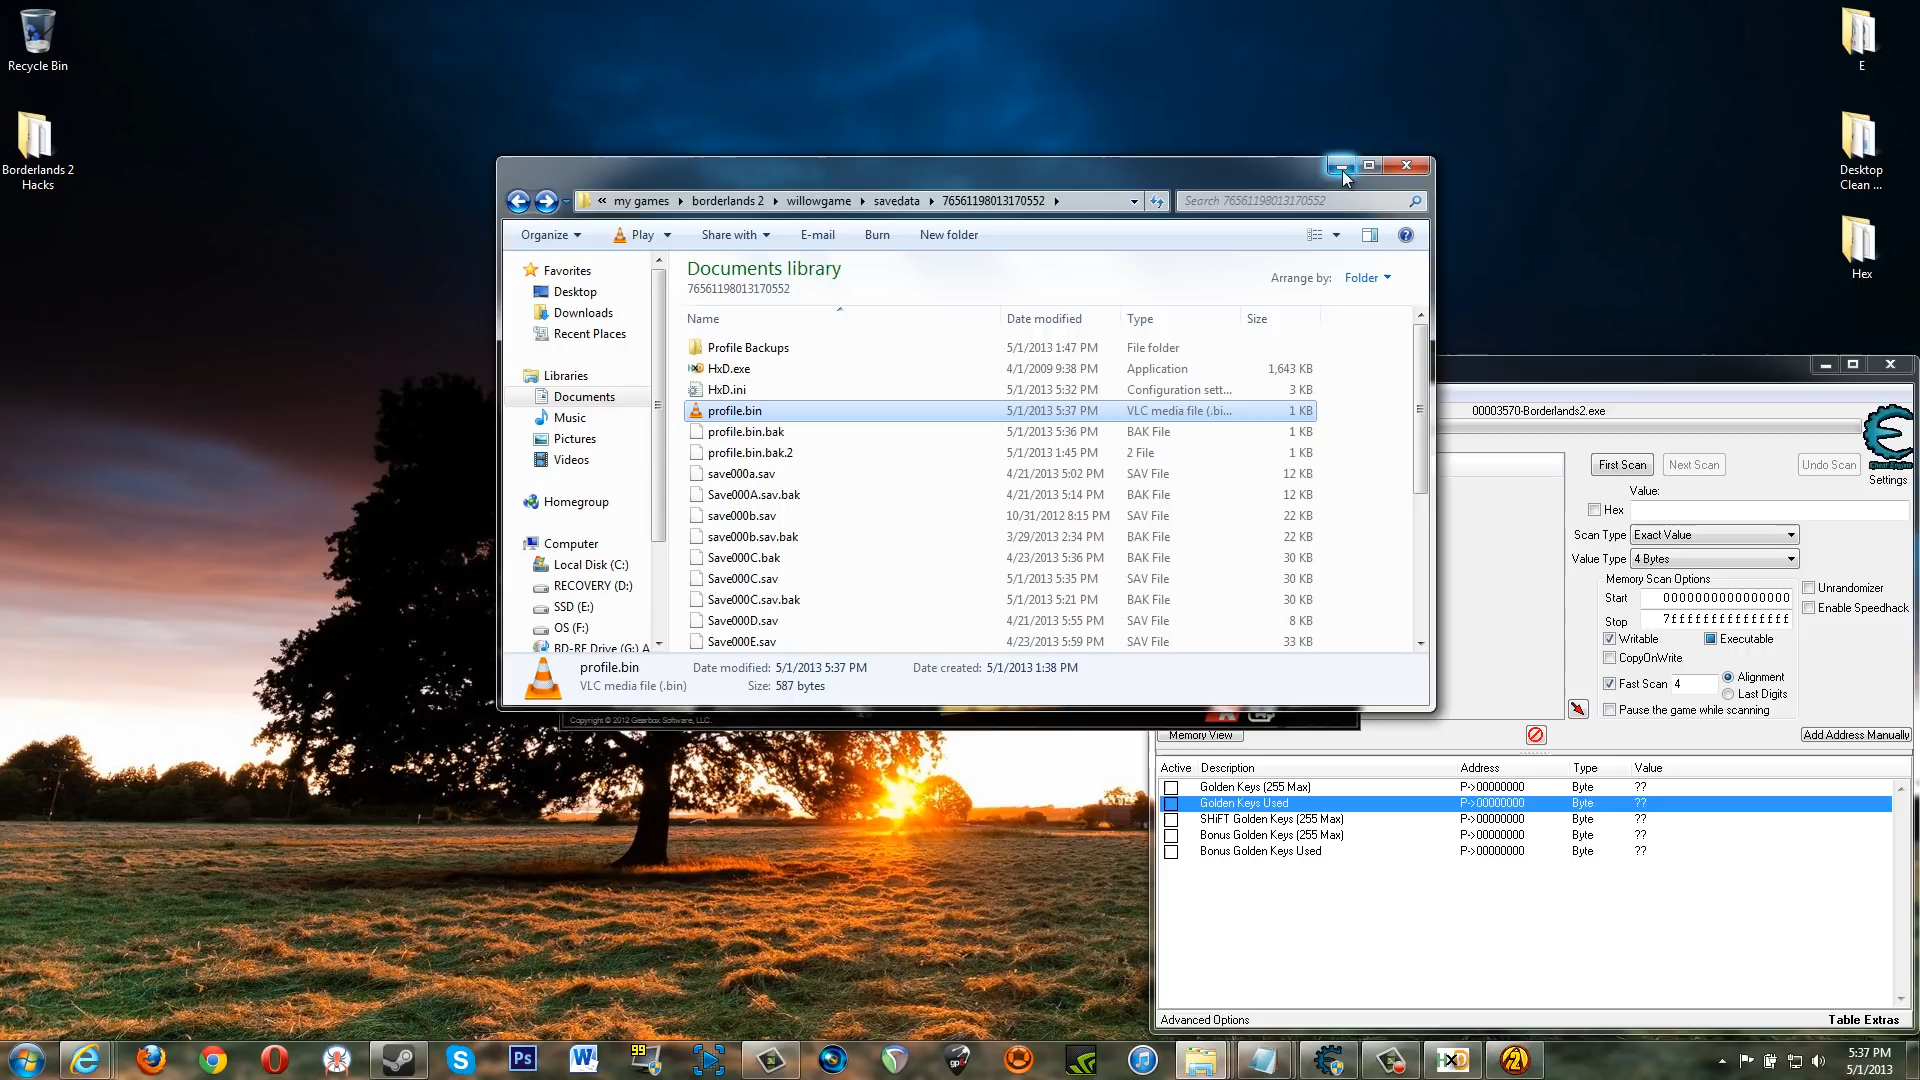 Recycle Bin
Borderlands 2
Hacks
E
Desktop
Clean ...
Hex
« my games ▸ borderlands 2 ▸ willowgame ▸ savedata ▸ 76561198013170552 ▸
Search 76561198013170552
Organize
Play
Share with
E-mail
Burn
New folder
Favorites
Desktop
Downloads
Recent Places
Libraries
Documents
Music
Pictures
Videos
Homegroup
Computer
Local Disk (C:)
RECOVERY (D:)
SSD (E:)
OS (F:)
BD-RE Drive (G:) A
Documents library
76561198013170552
Arrange by: Folder
Name Date modified Type Size
Profile Backups 5/1/2013 1:47 PM File folder
HxD.exe 4/1/2009 9:38 PM Application 1,643 KB
HxD.ini 5/1/2013 5:32 PM Configuration sett... 3 KB
profile.bin 5/1/2013 5:37 PM VLC media file (.bi... 1 KB
profile.bin.bak 5/1/2013 5:36 PM BAK File 1 KB
profile.bin.bak.2 5/1/2013 1:45 PM 2 File 1 KB
save000a.sav 4/21/2013 5:02 PM SAV File 12 KB
Save000A.sav.bak 4/21/2013 5:14 PM BAK File 12 KB
save000b.sav 10/31/2012 8:15 PM SAV File 22 KB
save000b.sav.bak 3/29/2013 2:34 PM BAK File 22 KB
Save000C.bak 4/23/2013 5:36 PM BAK File 30 KB
Save000C.sav 5/1/2013 5:35 PM SAV File 30 KB
Save000C.sav.bak 5/1/2013 5:21 PM BAK File 30 KB
Save000D.sav 4/21/2013 5:55 PM SAV File 8 KB
Save000E.sav 4/23/2013 5:59 PM SAV File 33 KB
profile.bin Date modified: 5/1/2013 5:37 PM Date created: 5/1/2013 1:38 PM
VLC media file (.bin) Size: 587 bytes
Copyright © 2012 Gearbox Software, LLC.
00003570-Borderlands2.exe
First Scan
Next Scan
Undo Scan
Cheat Engine
Settings
Value:
Hex
Scan Type Exact Value
Value Type 4 Bytes
Memory Scan Options
Start 0000000000000000
Stop 7fffffffffffffff
Writable
Executable
CopyOnWrite
Fast Scan 4
Alignment
Last Digits
Pause the game while scanning
Unrandomizer
Enable Speedhack
Memory View
Add Address Manually
Active Description Address Type Value
Golden Keys (255 Max) P->00000000 Byte ??
Golden Keys Used P->00000000 Byte ??
SHiFT Golden Keys (255 Max) P->00000000 Byte ??
Bonus Golden Keys (255 Max) P->00000000 Byte ??
Bonus Golden Keys Used P->00000000 Byte ??
Advanced Options
Table Extras
Ps
W
99
gp6
HXD
5:37 PM
5/1/2013